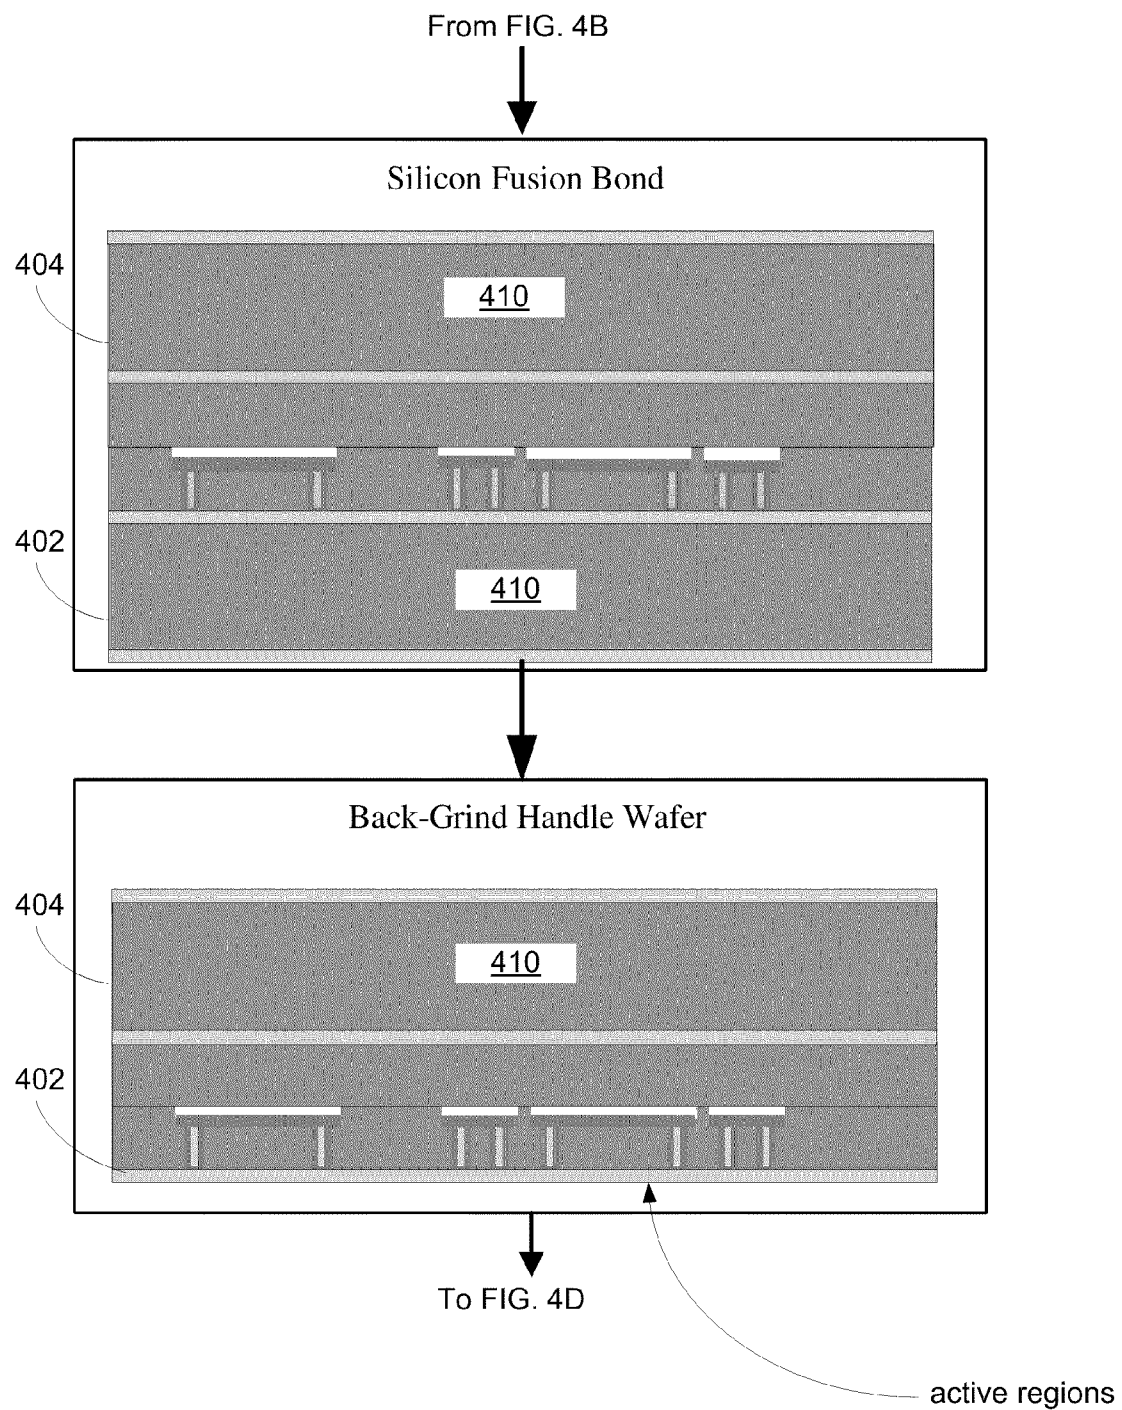 From FIG. 4B
Silicon Fusion Bond
404
410
402
410
Back-Grind Handle Wafer
404
410
402
To FIG. 4D
active regions